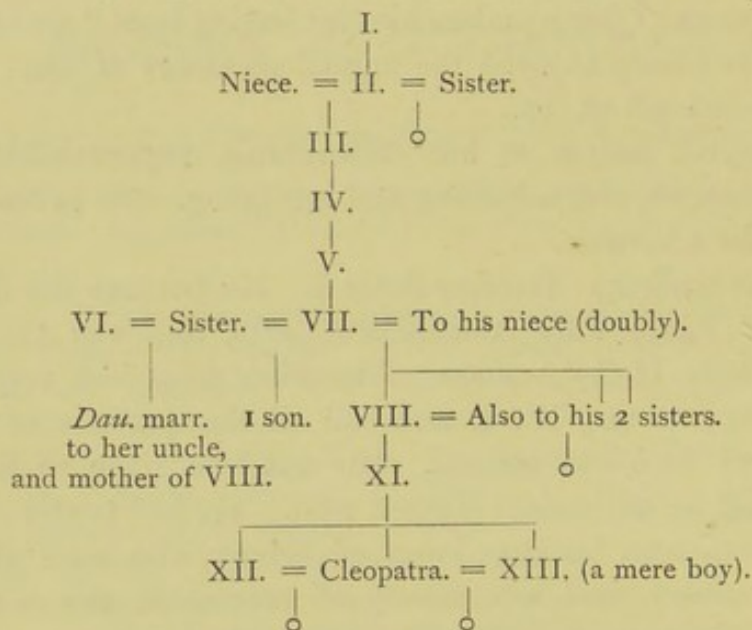 I.
Niece. = II. = Sister.
III.
IV.
V.
VI. = Sister. = VII. = To his niece (doubly).
Dau. marr. 1 son. VIII. = Also to his 2 sisters.
to her uncle,
and mother of VIII. XI.
XII. = Cleopatra. = XIII. (a mere boy).